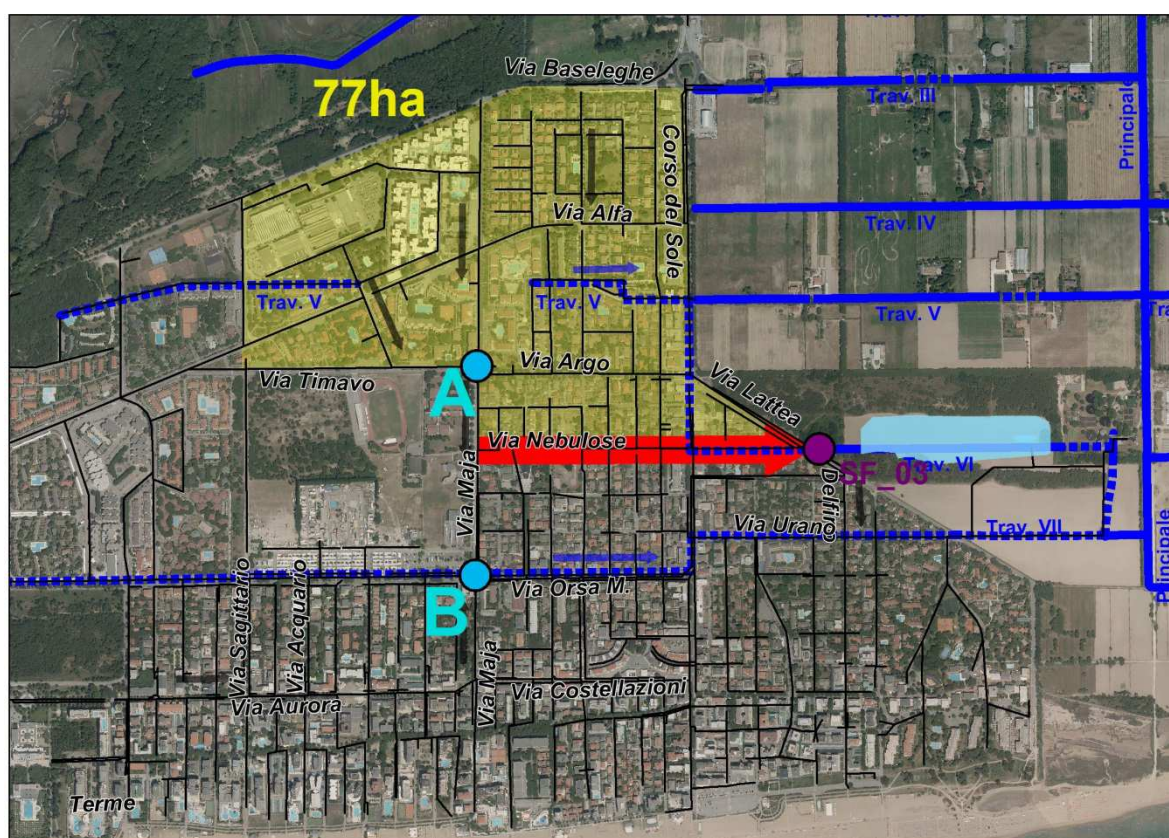 Via Baseleghe
77ha
Trav. III
Principale
Corso del Sole
Via Alfa
Trav. IV
Trav. V
Trav. V
Trav. V
Via Timavo
A
Via Argo
Via Lattea
Via Nebulose
SF_03
Trav. VI
Via Maja
Via Delfino
Via Urano
Trav. VII
Principale
B
Via Orsa M.
Via Sagittario
Via Acquario
Via Maja
Via Costellazioni
Via Aurora
Terme